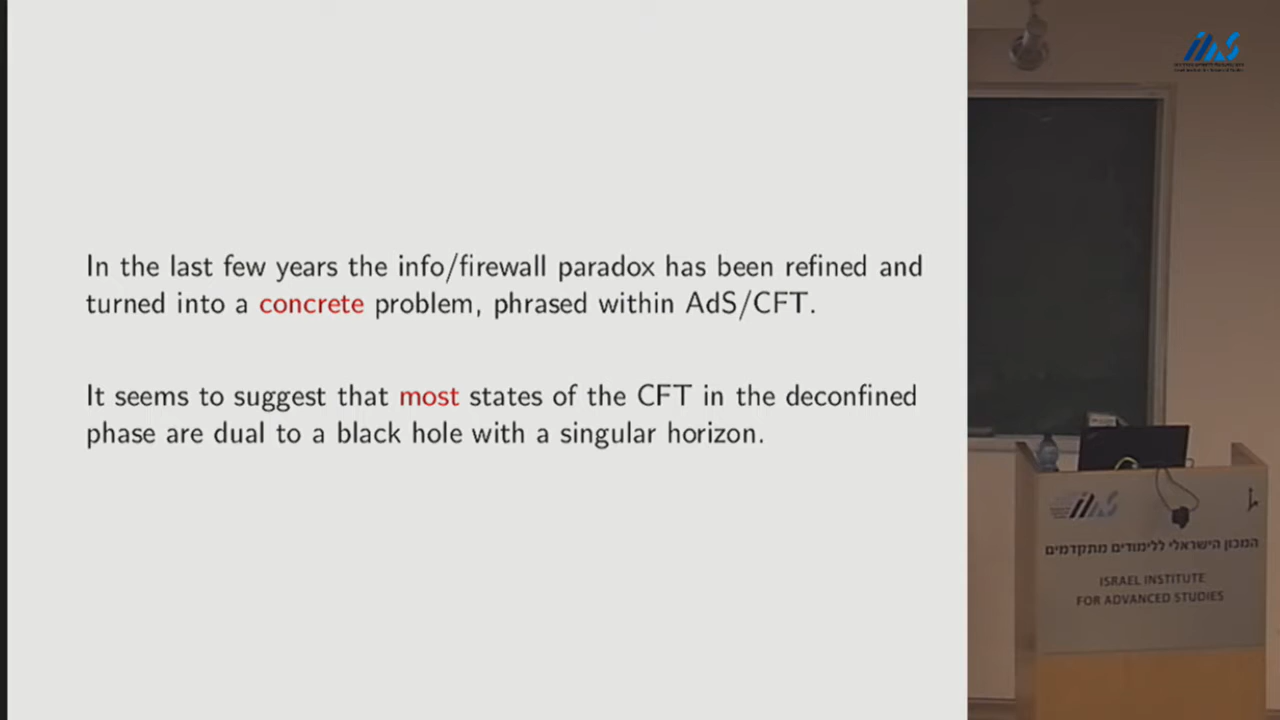 In the last few years the info/firewall paradox has been refined and
turned into a concrete problem, phrased within AdS/CFT.
It seems to suggest that most states of the CFT in the deconfined
phase are dual to a black hole with a singular horizon.
המכון הישראלי ללימודים מתקדמים
ISRAEL INSTITUTE
FOR ADVANCED STUDIES